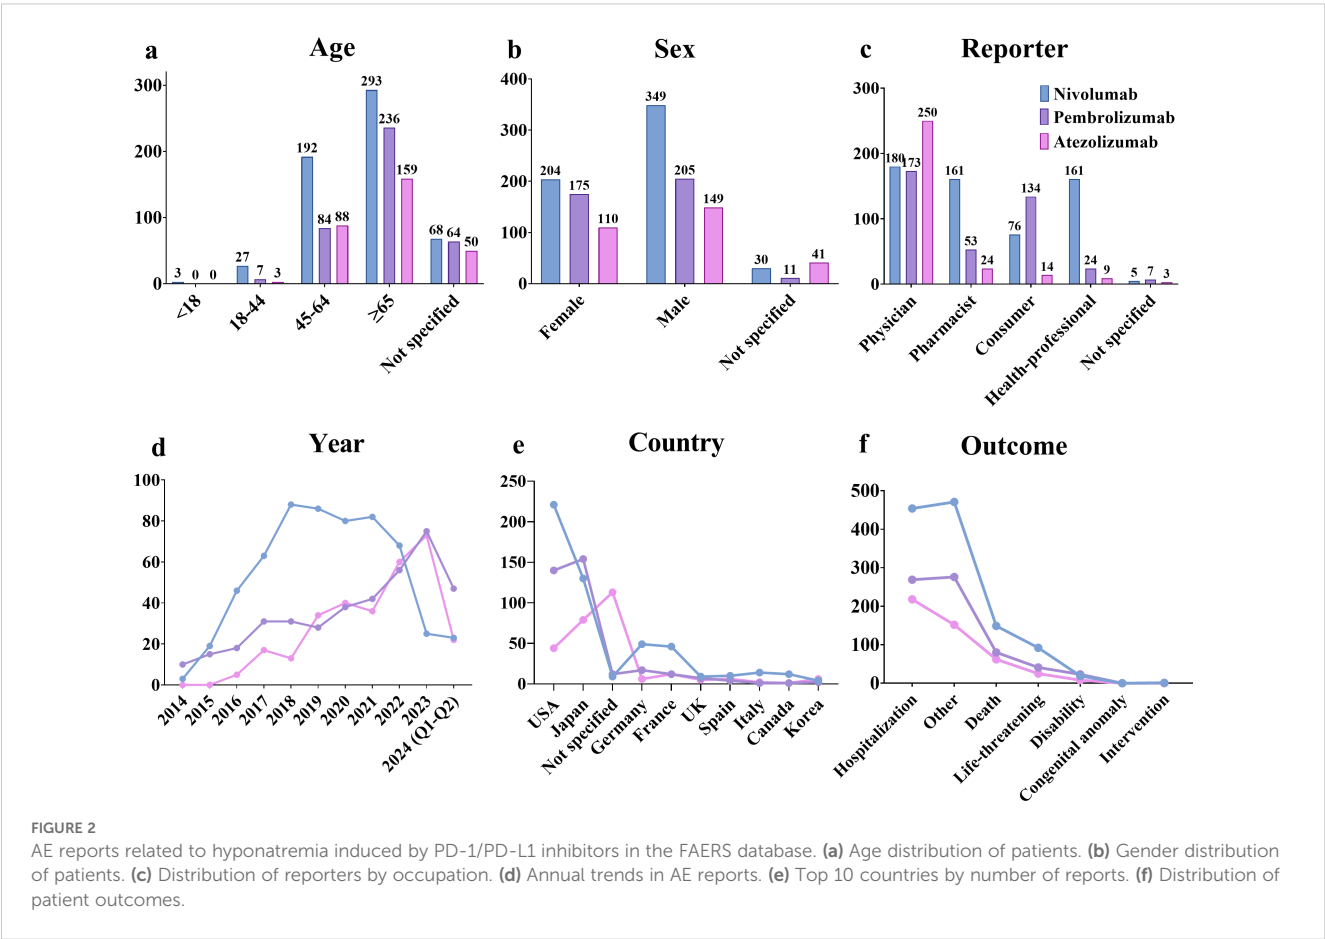 a
Age
300
200
100
0
3
0
0
27
7
3
192
84
88
293
236
159
68
64
50
<18
18-44
45-64
≥65
Not specified
b
Sex
400
300
200
100
0
204
175
110
349
205
149
30
11
41
Female
Male
Not specified
c
Reporter
300
200
100
0
Nivolumab
Pembrolizumab
Atezolizumab
180
173
250
161
53
24
76
134
14
161
24
9
5
7
3
Physician
Pharmacist
Consumer
Health-professional
Not specified
d
Year
100
80
60
40
20
0
2014
2015
2016
2017
2018
2019
2020
2021
2022
2023
2024 (Q1-Q2)
e
Country
250
200
150
100
50
0
USA
Japan
Not specified
Germany
France
UK
Spain
Italy
Canada
Korea
f
Outcome
500
400
300
200
100
0
Hospitalization
Other
Death
Life-threatening
Disability
Congenital anomaly
Intervention
FIGURE 2
AE reports related to hyponatremia induced by PD-1/PD-L1 inhibitors in the FAERS database. (a) Age distribution of patients. (b) Gender distribution
of patients. (c) Distribution of reporters by occupation. (d) Annual trends in AE reports. (e) Top 10 countries by number of reports. (f) Distribution of
patient outcomes.